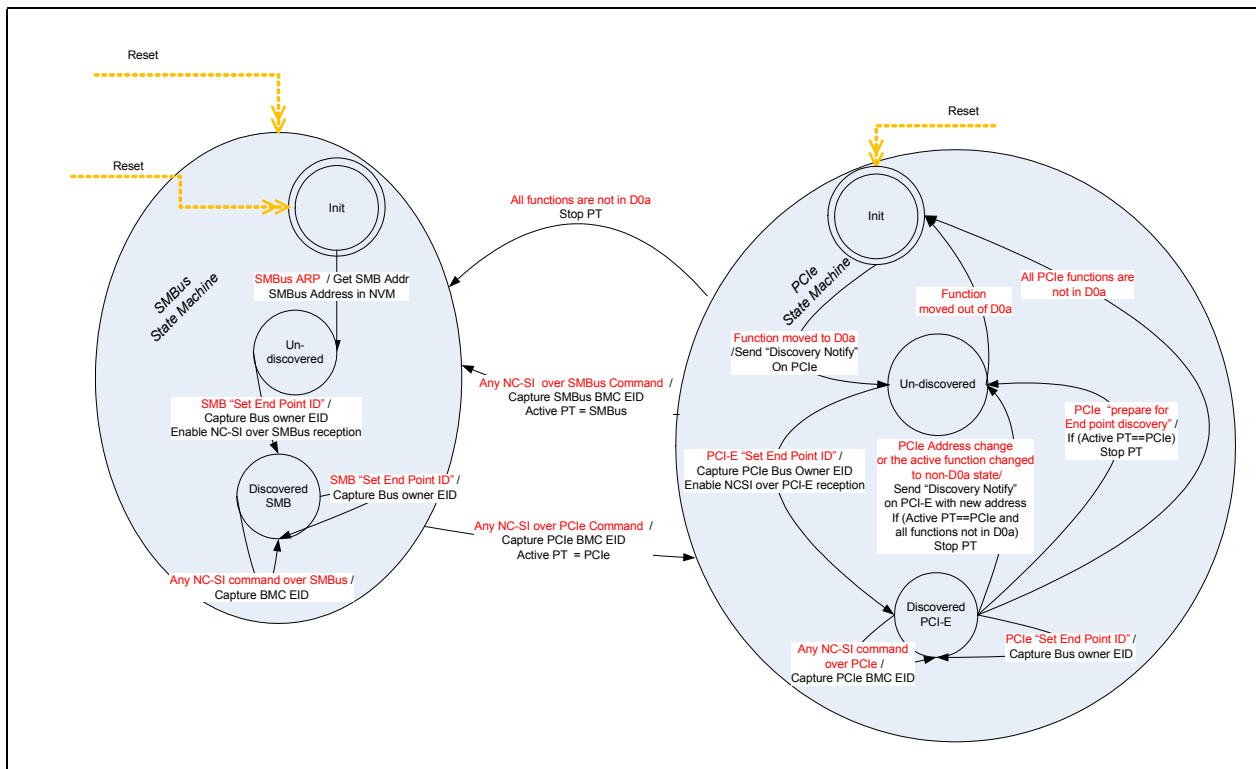 Reset
Reset
Init
SMBus
State Machine
SMBus ARP / Get SMB Addr
SMBus Address in NVM
Un-
discovered
SMB “Set End Point ID” /
Capture Bus owner EID
Enable NC-SI over SMBus reception
Discovered
SMB
SMB “Set End Point ID” /
Capture Bus owner EID
Any NC-SI command over SMBus /
Capture BMC EID
All functions are not in D0a
Stop PT
Any NC-SI over SMBus Command /
Capture SMBus BMC EID
Active PT = SMBus
Any NC-SI over PCIe Command /
Capture PCIe BMC EID
Active PT = PCIe
Reset
Init
PCIe
State Machine
Function moved to D0a
/Send “Discovery Notify”
On PCIe
Function
moved out of D0a
All PCIe functions are
not in D0a
Un-discovered
PCI-E “Set End Point ID” /
Capture PCIe Bus Owner EID
Enable NCSI over PCI-E reception
PCIe Address change
or the active function changed
to non-D0a state/
Send “Discovery Notify”
on PCI-E with new address
If (Active PT==PCIe and
all functions not in D0a)
Stop PT
PCIe “prepare for
End point discovery” /
If (Active PT==PCIe)
Stop PT
Discovered
PCI-E
Any NC-SI command
over PCIe /
Capture PCIe BMC EID
PCIe “Set End Point ID” /
Capture Bus owner EID